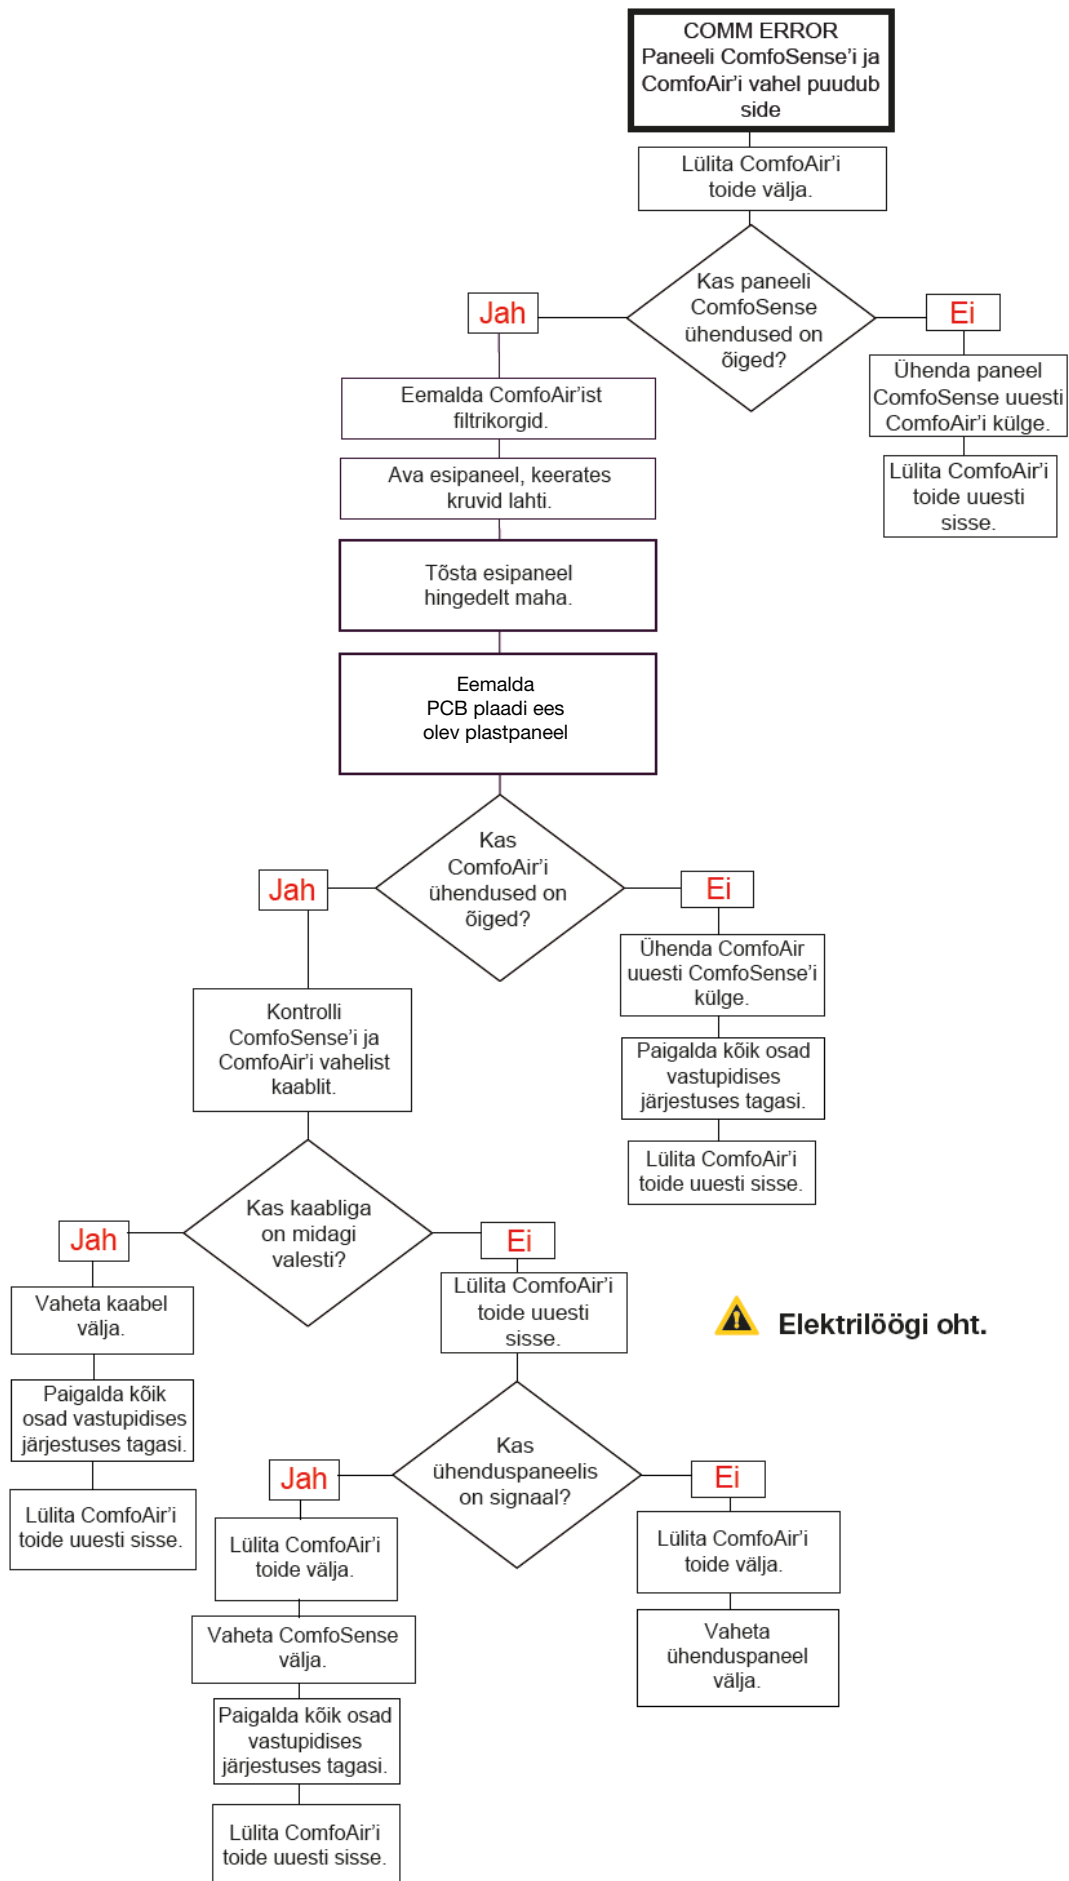 COMM ERROR
Paneeli ComfoSense'i ja
ComfoAir'i vahel puudub
side
Lülita ComfoAir'i
toide välja.
Kas paneeli
ComfoSense
ühendused on
õiged?
Jah
Ei
Eemalda ComfoAir'ist
filtrikorgid.
Ühenda paneel
ComfoSense uuesti
ComfoAir'i külge.
Ava esipaneel, keerates
kruvid lahti.
Lülita ComfoAir'i
toide uuesti
sisse.
Tõsta esipaneel
hingedelt maha.
Eemalda
PCB plaadi ees
olev plastpaneel
Kas
ComfoAir'i
ühendused on
õiged?
Jah
Ei
Ühenda ComfoAir
uuesti ComfoSense'i
külge.
Kontrolli
ComfoSense'i ja
ComfoAir'i vahelist
kaablit.
Paigalda kõik osad
vastupidises
järjestuses tagasi.
Lülita ComfoAir'i
toide uuesti sisse.
Kas kaabliga
on midagi
valesti?
Jah
Ei
Vaheta kaabel
välja.
Lülita ComfoAir'i
toide uuesti
sisse.
Elektrilöögi oht.
Paigalda kõik
osad vastupidises
järjestuses tagasi.
Kas
ühenduspaneelis
on signaal?
Jah
Ei
Lülita ComfoAir'i
toide uuesti sisse.
Lülita ComfoAir'i
toide välja.
Lülita ComfoAir'i
toide välja.
Vaheta ComfoSense
välja.
Vaheta
ühenduspaneel
välja.
Paigalda kõik osad
vastupidises
järjestuses tagasi.
Lülita ComfoAir'i
toide uuesti sisse.